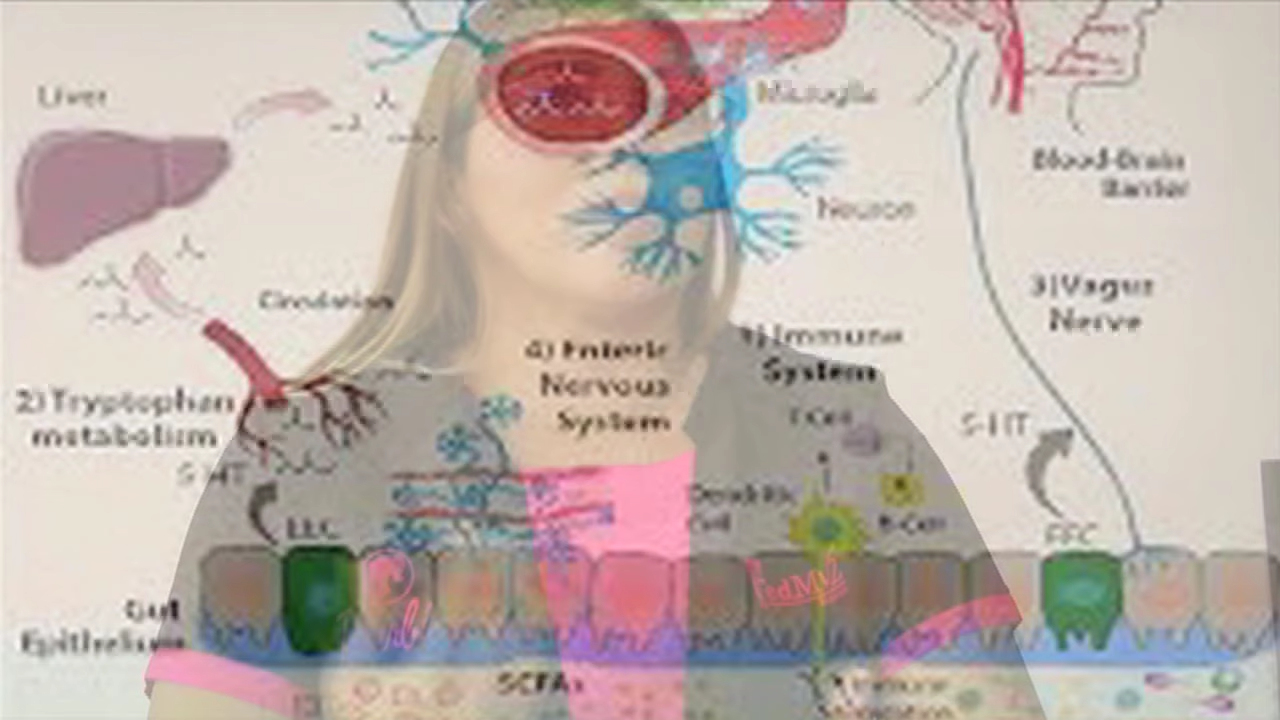 Liver
Microglia
Blood-Brain
Barrier
Neuron
Circulation
3) Vagus
Nerve
4) Enteric
Nervous
System
1) Immune
System
2) Tryptophan
metabolism
5-HT
T Cell
5-HT
Dendritic
Cell
B-Cell
EEC
EEC
Gut
Epithelium
SCFAs
Immune